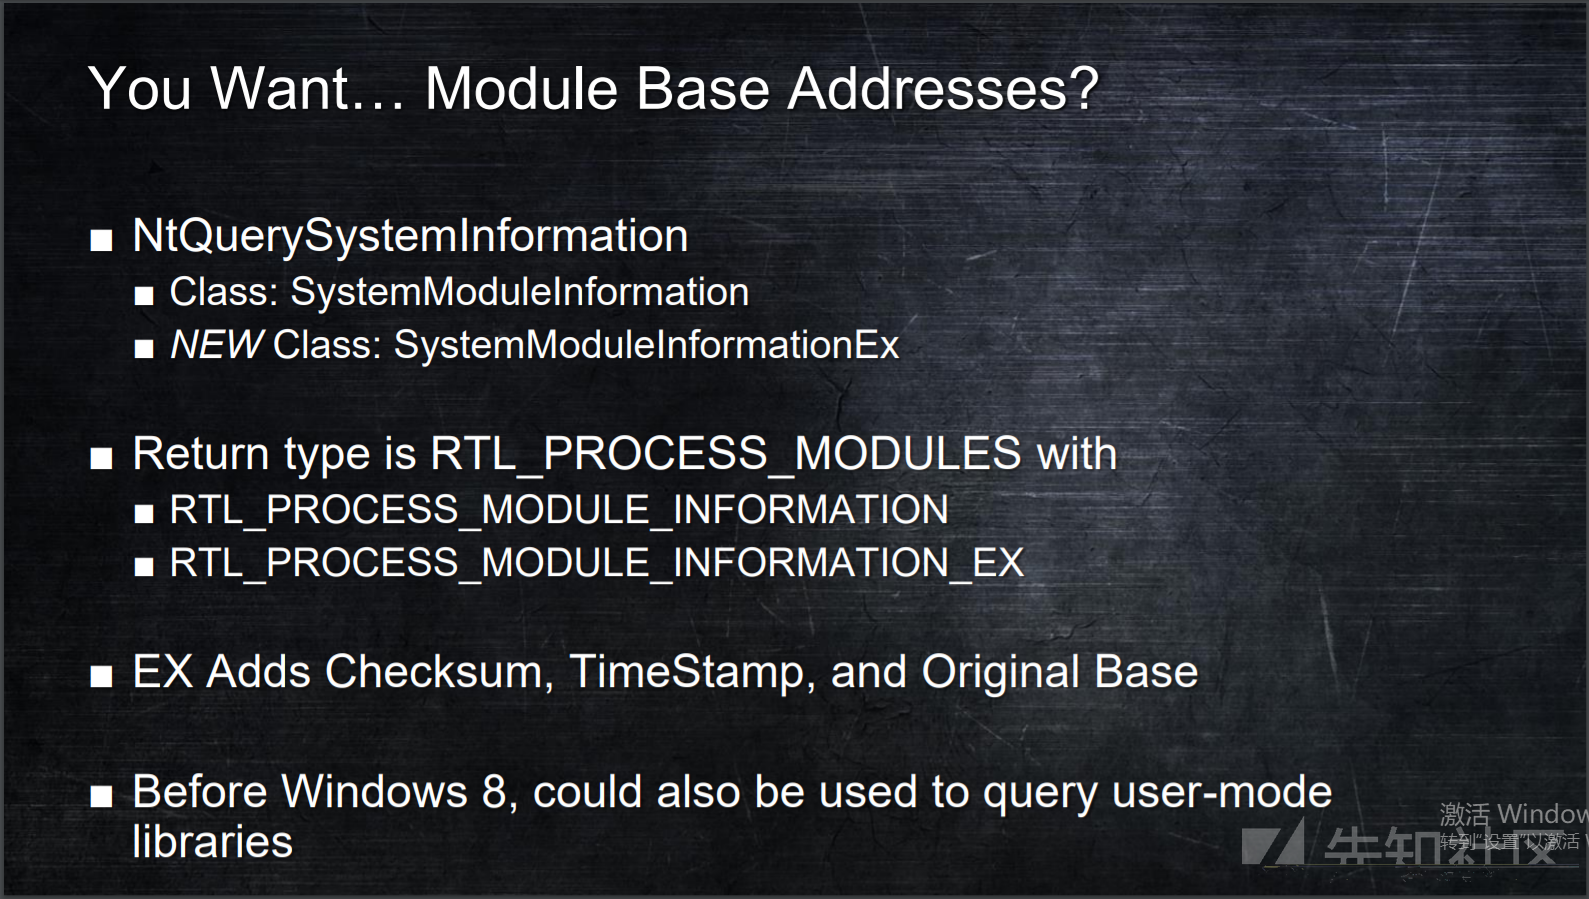 You Want… Module Base Addresses?
■ NtQuerySystemInformation
■ Class: SystemModuleInformation
■ NEW Class: SystemModuleInformationEx
■ Return type is RTL_PROCESS_MODULES with
■ RTL_PROCESS_MODULE_INFORMATION
■ RTL_PROCESS_MODULE_INFORMATION_EX
■ EX Adds Checksum, TimeStamp, and Original Base
■ Before Windows 8, could also be used to query user-mode
libraries
激活 Window
转到“设置”以激活
先知社区